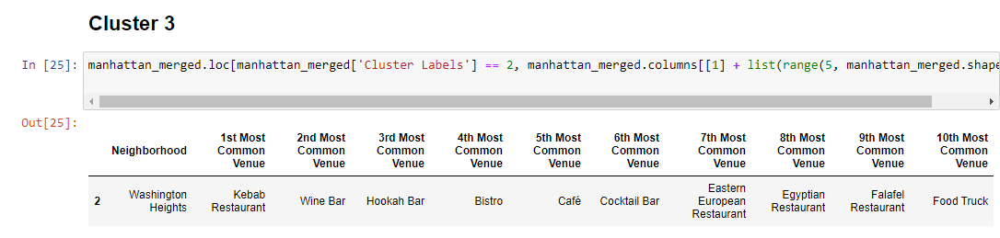 Cluster 3
In [25]: manhattan_merged.loc[manhattan_merged['Cluster Labels'] == 2, manhattan_merged.columns[[1] + list(range(5, manhattan_merged.shape
Out[25]:
Neighborhood 1st Most Common Venue 2nd Most Common Venue 3rd Most Common Venue 4th Most Common Venue 5th Most Common Venue 6th Most Common Venue 7th Most Common Venue 8th Most Common Venue 9th Most Common Venue 10th Most Common Venue
2 Washington Heights Kebab Restaurant Wine Bar Hookah Bar Bistro Café Cocktail Bar Eastern European Restaurant Egyptian Restaurant Falafel Restaurant Food Truck